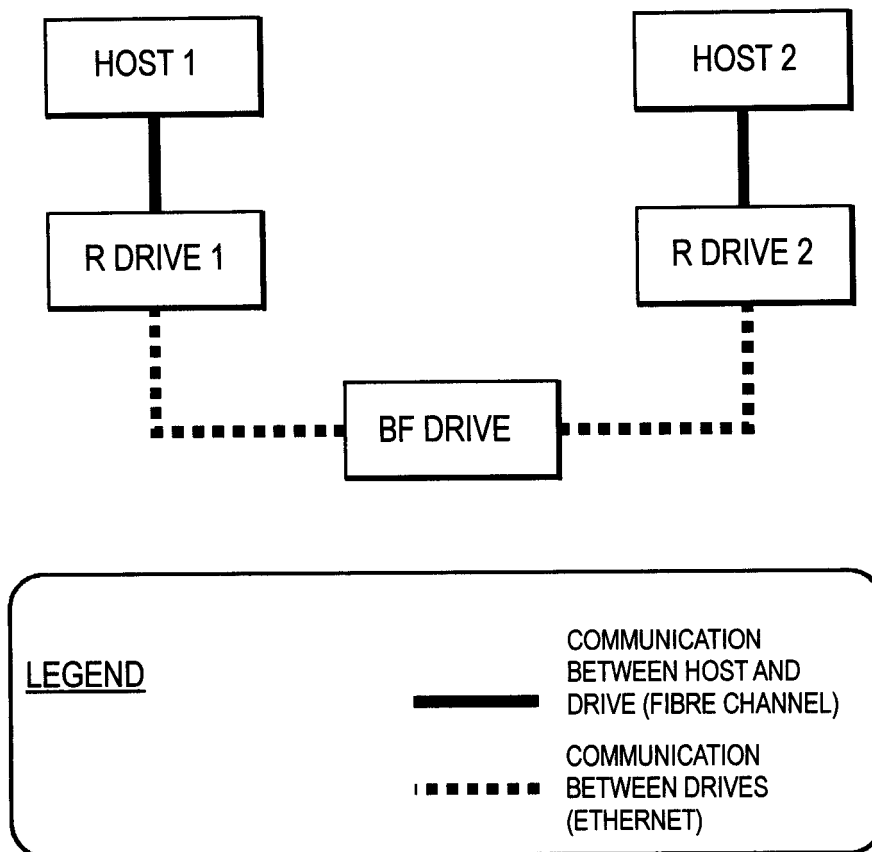 HOST 1
HOST 2
R DRIVE 1
R DRIVE 2
BF DRIVE
LEGEND
COMMUNICATION
BETWEEN HOST AND
DRIVE (FIBRE CHANNEL)
COMMUNICATION
BETWEEN DRIVES
(ETHERNET)